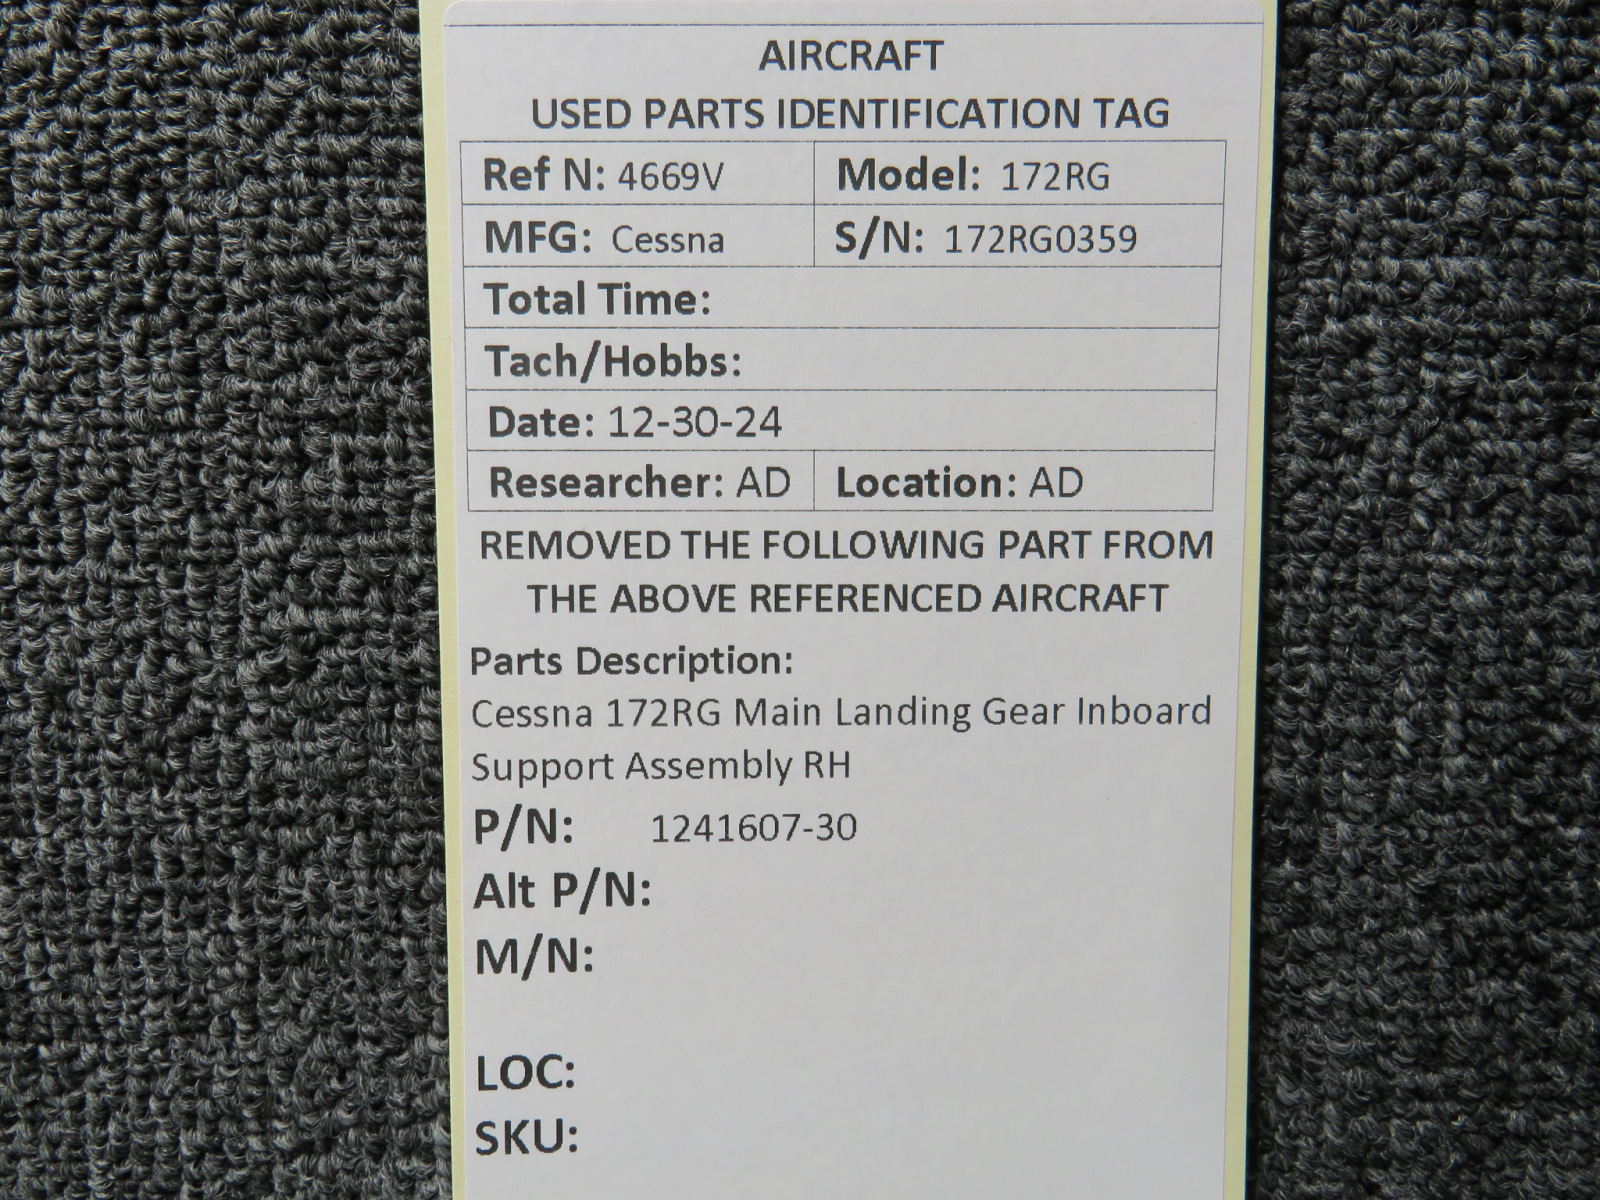 AIRCRAFT
USED PARTS IDENTIFICATION TAG
Ref N: 4669V Model: 172RG
MFG: Cessna S/N: 172RG0359
Total Time:
Tach/Hobbs:
Date: 12-30-24
Researcher: AD Location: AD
REMOVED THE FOLLOWING PART FROM
THE ABOVE REFERENCED AIRCRAFT
Parts Description:
Cessna 172RG Main Landing Gear Inboard
Support Assembly RH
P/N: 1241607-30
Alt P/N:
M/N:
LOC:
SKU: